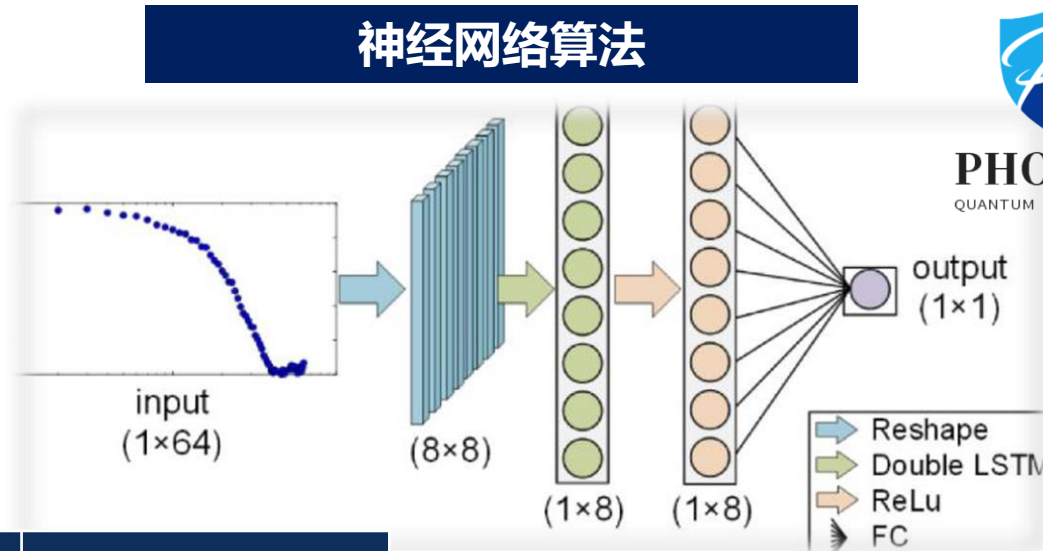 神经网络算法
PHO
QUANTUM
input
(1×64)
(8×8)
(1×8)
(1×8)
output
(1×1)
Reshape
Double LSTM
ReLu
FC